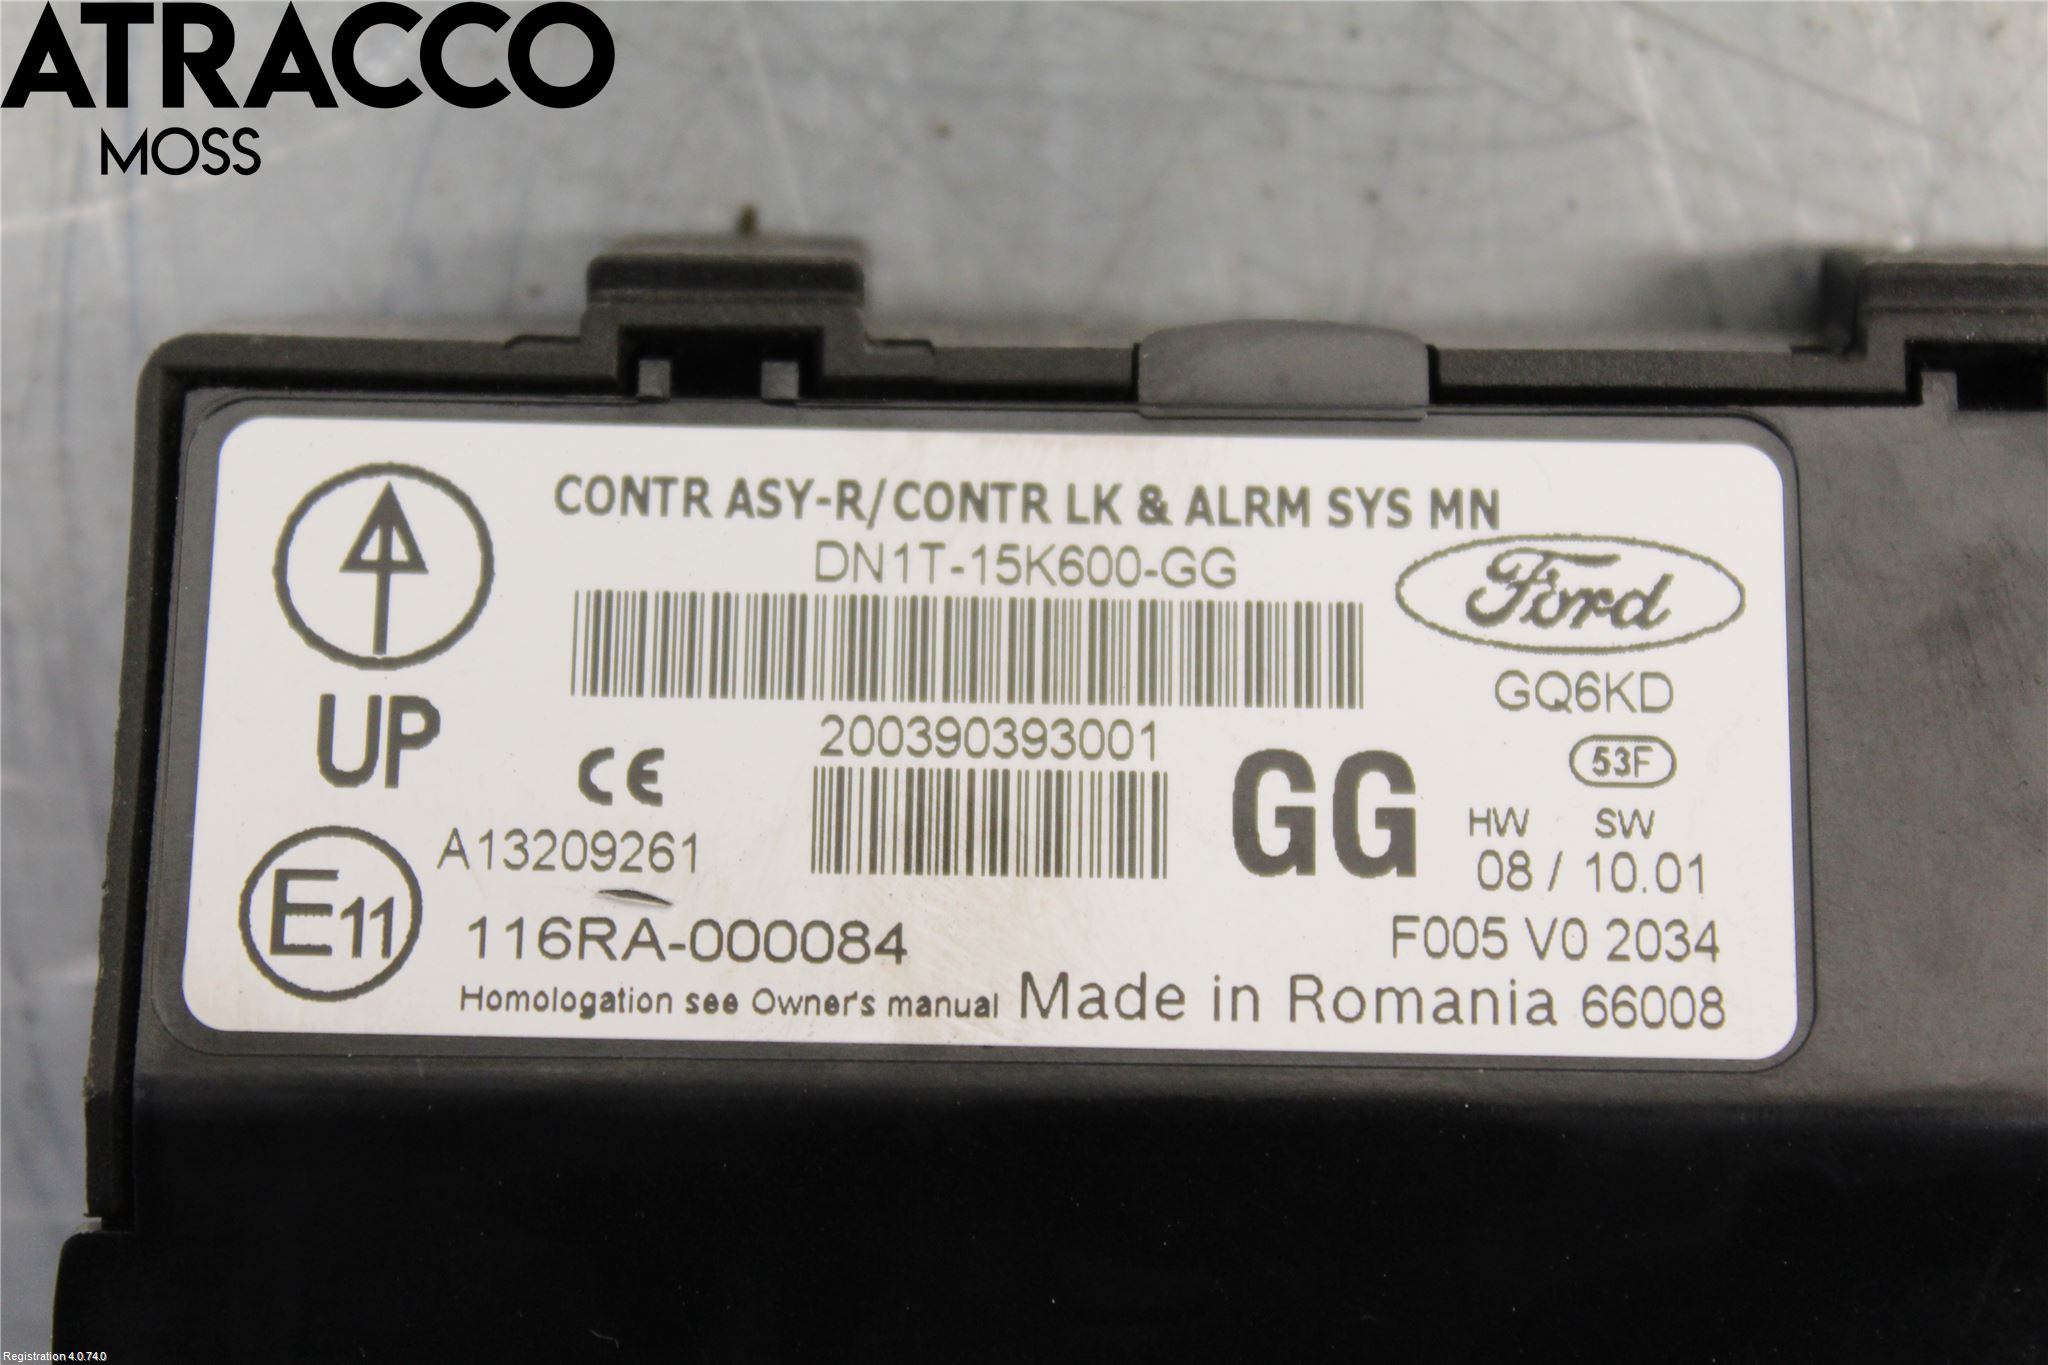 ATRACCO
MOSS
CONTR ASY-R/CONTR LK & ALRM SYS MN
DN1T-15K600-GG
Ford
GQ6KD
UP
200390393001
53F
CE
GG
HW SW
A13209261
08 / 10.01
E11
116RA-000084
F005 V0 2034
Homologation see Owner's manual Made in Romania 66008
Registration 4.0.74.0